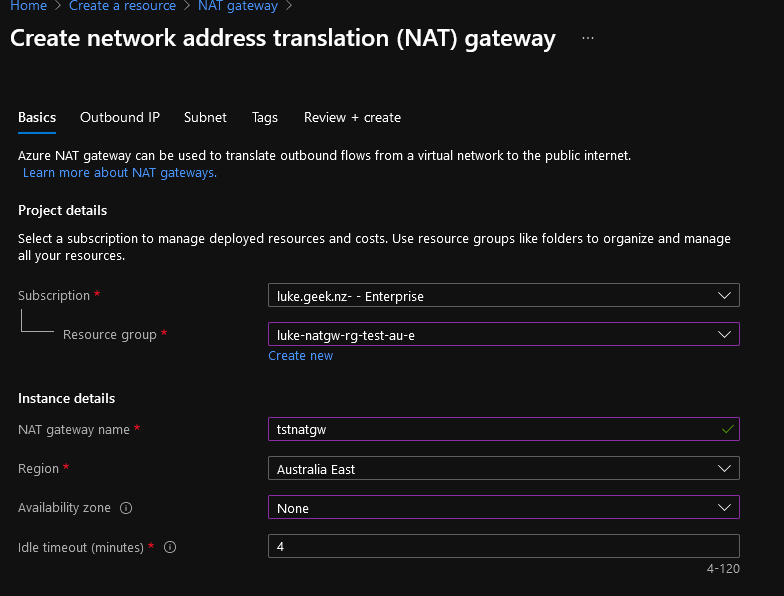 Home > Create a resource > NAT gateway >
Create network address translation (NAT) gateway ...
Basics Outbound IP Subnet Tags Review + create
Azure NAT gateway can be used to translate outbound flows from a virtual network to the public internet.
Learn more about NAT gateways.
Project details
Select a subscription to manage deployed resources and costs. Use resource groups like folders to organize and manage
all your resources.
Subscription * luke.geek.nz- - Enterprise
Resource group * luke-natgw-rg-test-au-e
Create new
Instance details
NAT gateway name * tstnatgw
Region * Australia East
Availability zone None
Idle timeout (minutes) * 4
4-120